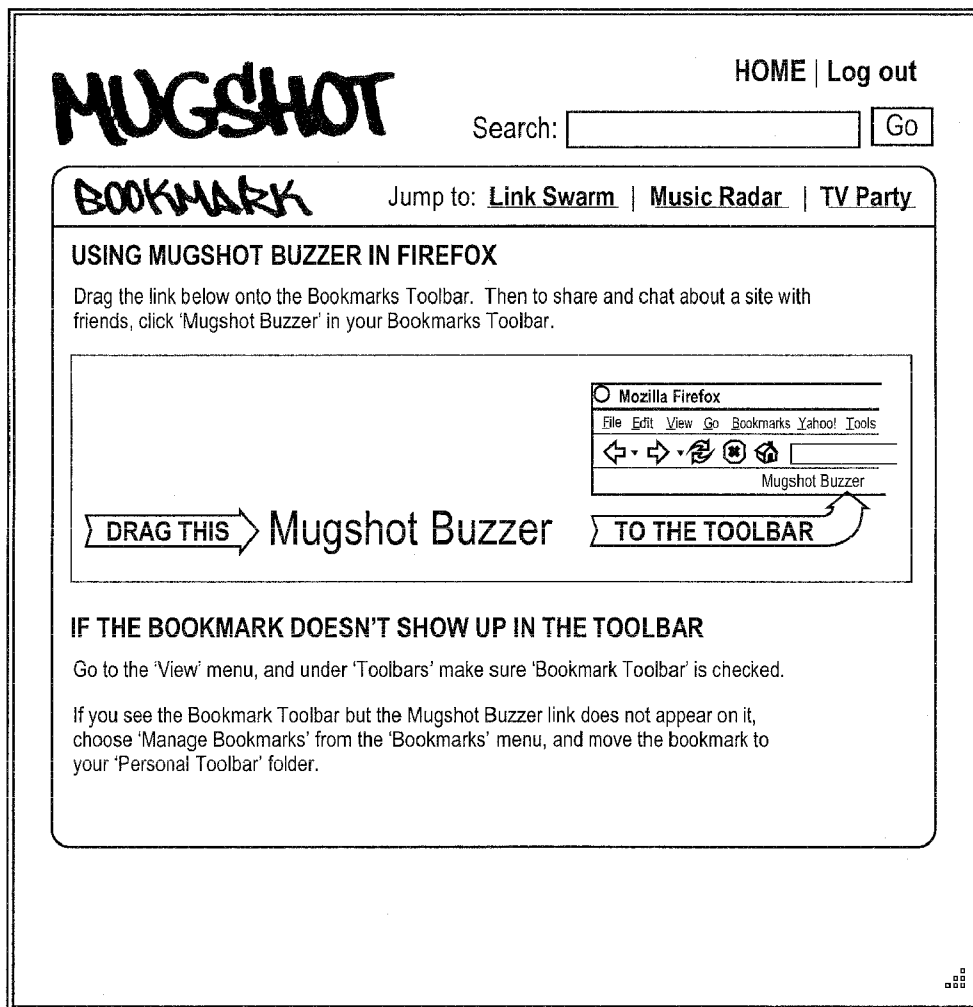 MUGSHOT
HOME | Log out
Search: Go
BOOKMARK
Jump to: Link Swarm | Music Radar | TV Party
USING MUGSHOT BUZZER IN FIREFOX
Drag the link below onto the Bookmarks Toolbar. Then to share and chat about a site with
friends, click 'Mugshot Buzzer' in your Bookmarks Toolbar.
Mozilla Firefox
File Edit View Go Bookmarks Yahoo! Tools
Mugshot Buzzer
DRAG THIS Mugshot Buzzer TO THE TOOLBAR
IF THE BOOKMARK DOESN'T SHOW UP IN THE TOOLBAR
Go to the 'View' menu, and under 'Toolbars' make sure 'Bookmark Toolbar' is checked.
If you see the Bookmark Toolbar but the Mugshot Buzzer link does not appear on it,
choose 'Manage Bookmarks' from the 'Bookmarks' menu, and move the bookmark to
your 'Personal Toolbar' folder.